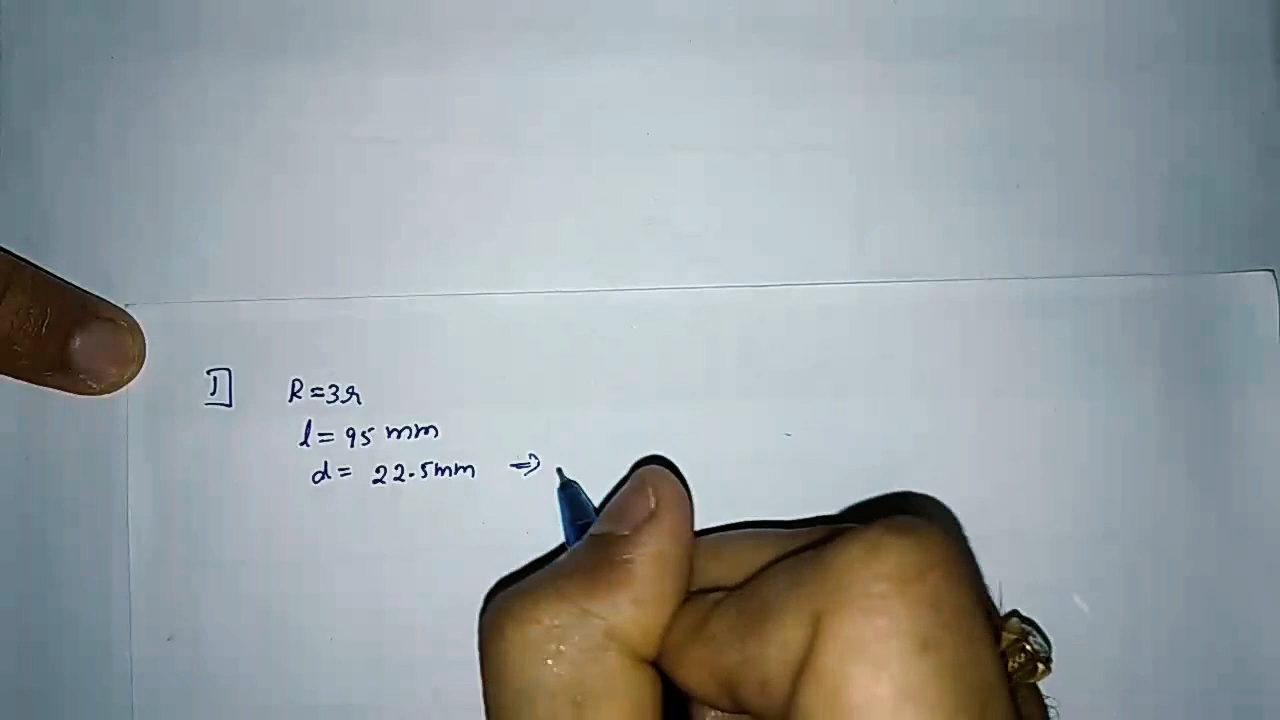 1] R=3r
l= 95 mm
d= 22.5mm ⇒